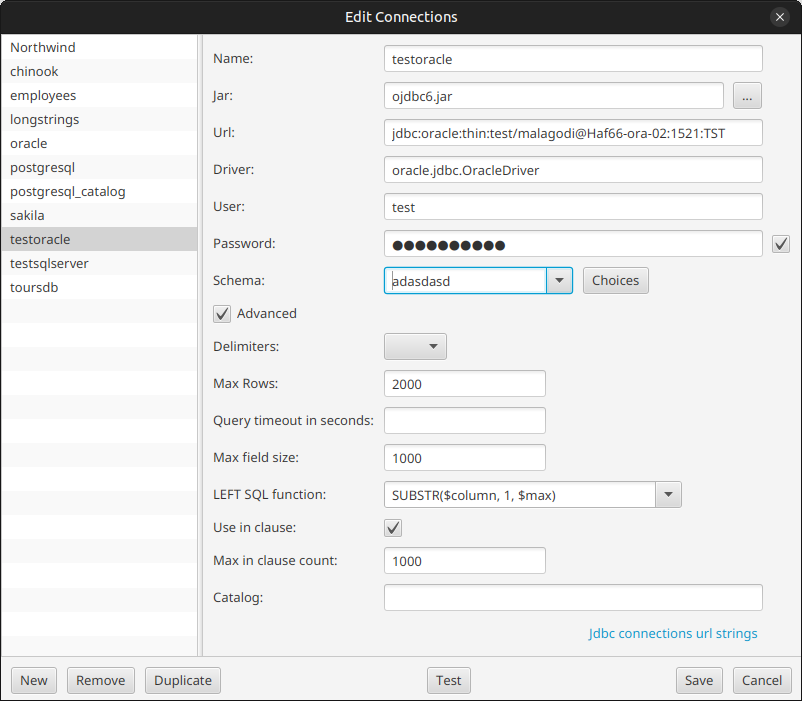 Edit Connections
Northwind
chinook
employees
longstrings
oracle
postgresql
postgresql_catalog
sakila
testoracle
testsqlserver
toursdb
Name: testoracle
Jar: ojdbc6.jar ...
Url: jdbc:oracle:thin:test/malagodi@Haf66-ora-02:1521:TST
Driver: oracle.jdbc.OracleDriver
User: test
Password: ●●●●●●●●●●
Schema: adasdasd Choices
Advanced
Delimiters:
Max Rows: 2000
Query timeout in seconds:
Max field size: 1000
LEFT SQL function: SUBSTR($column, 1, $max)
Use in clause:
Max in clause count: 1000
Catalog:
Jdbc connections url strings
New Remove Duplicate Test Save Cancel